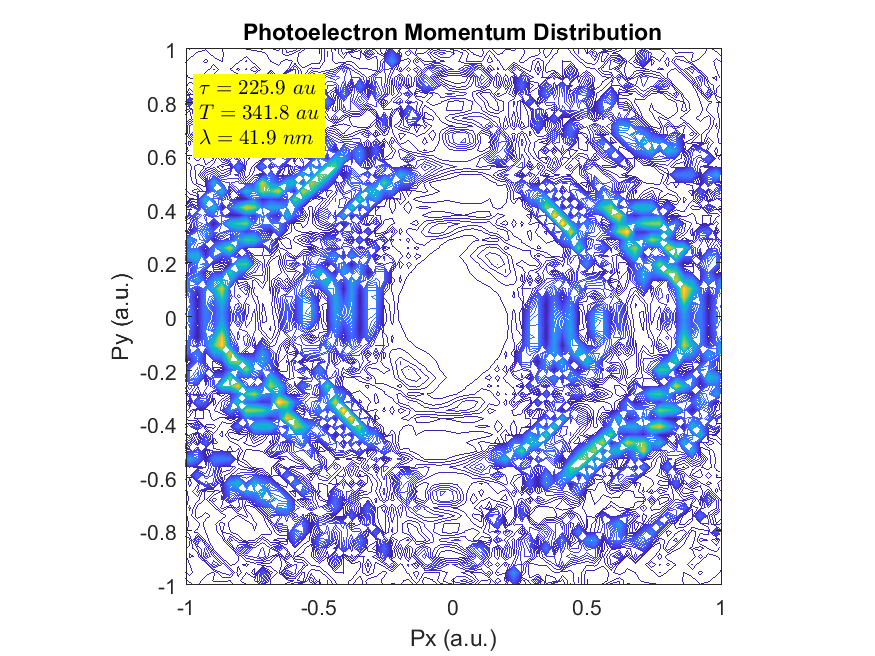 Photoelectron Momentum Distribution
1
0.8
0.6
0.4
0.2
0
-0.2
-0.4
-0.6
-0.8
-1
τ = 225.9 au
T = 341.8 au
λ = 41.9 nm
Py (a.u.)
-1
-0.5
0
0.5
1
Px (a.u.)